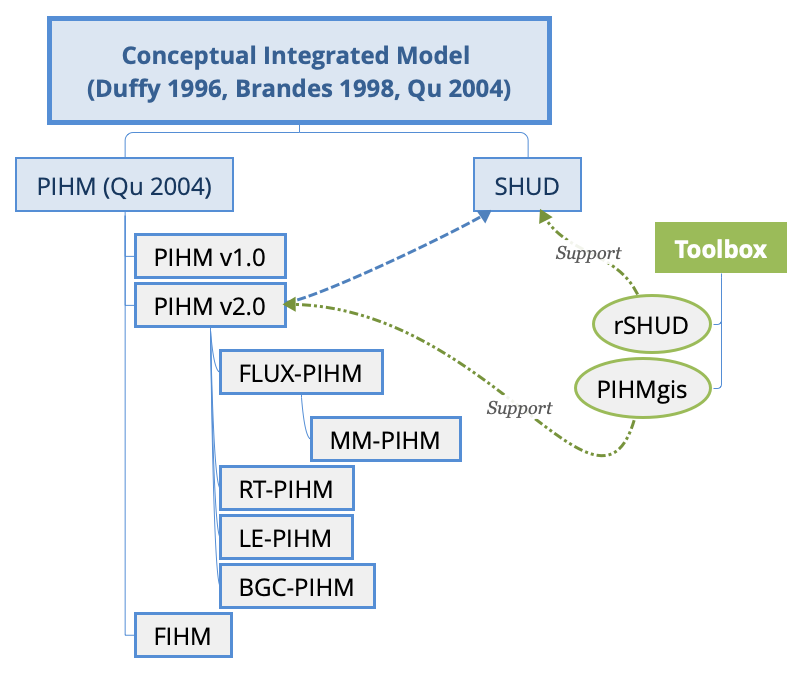 Conceptual Integrated Model
(Duffy 1996, Brandes 1998, Qu 2004)
PIHM (Qu 2004)
SHUD
PIHM v1.0
PIHM v2.0
FLUX-PIHM
MM-PIHM
RT-PIHM
LE-PIHM
BGC-PIHM
FIHM
Support
Toolbox
rSHUD
PIHMgis
Support